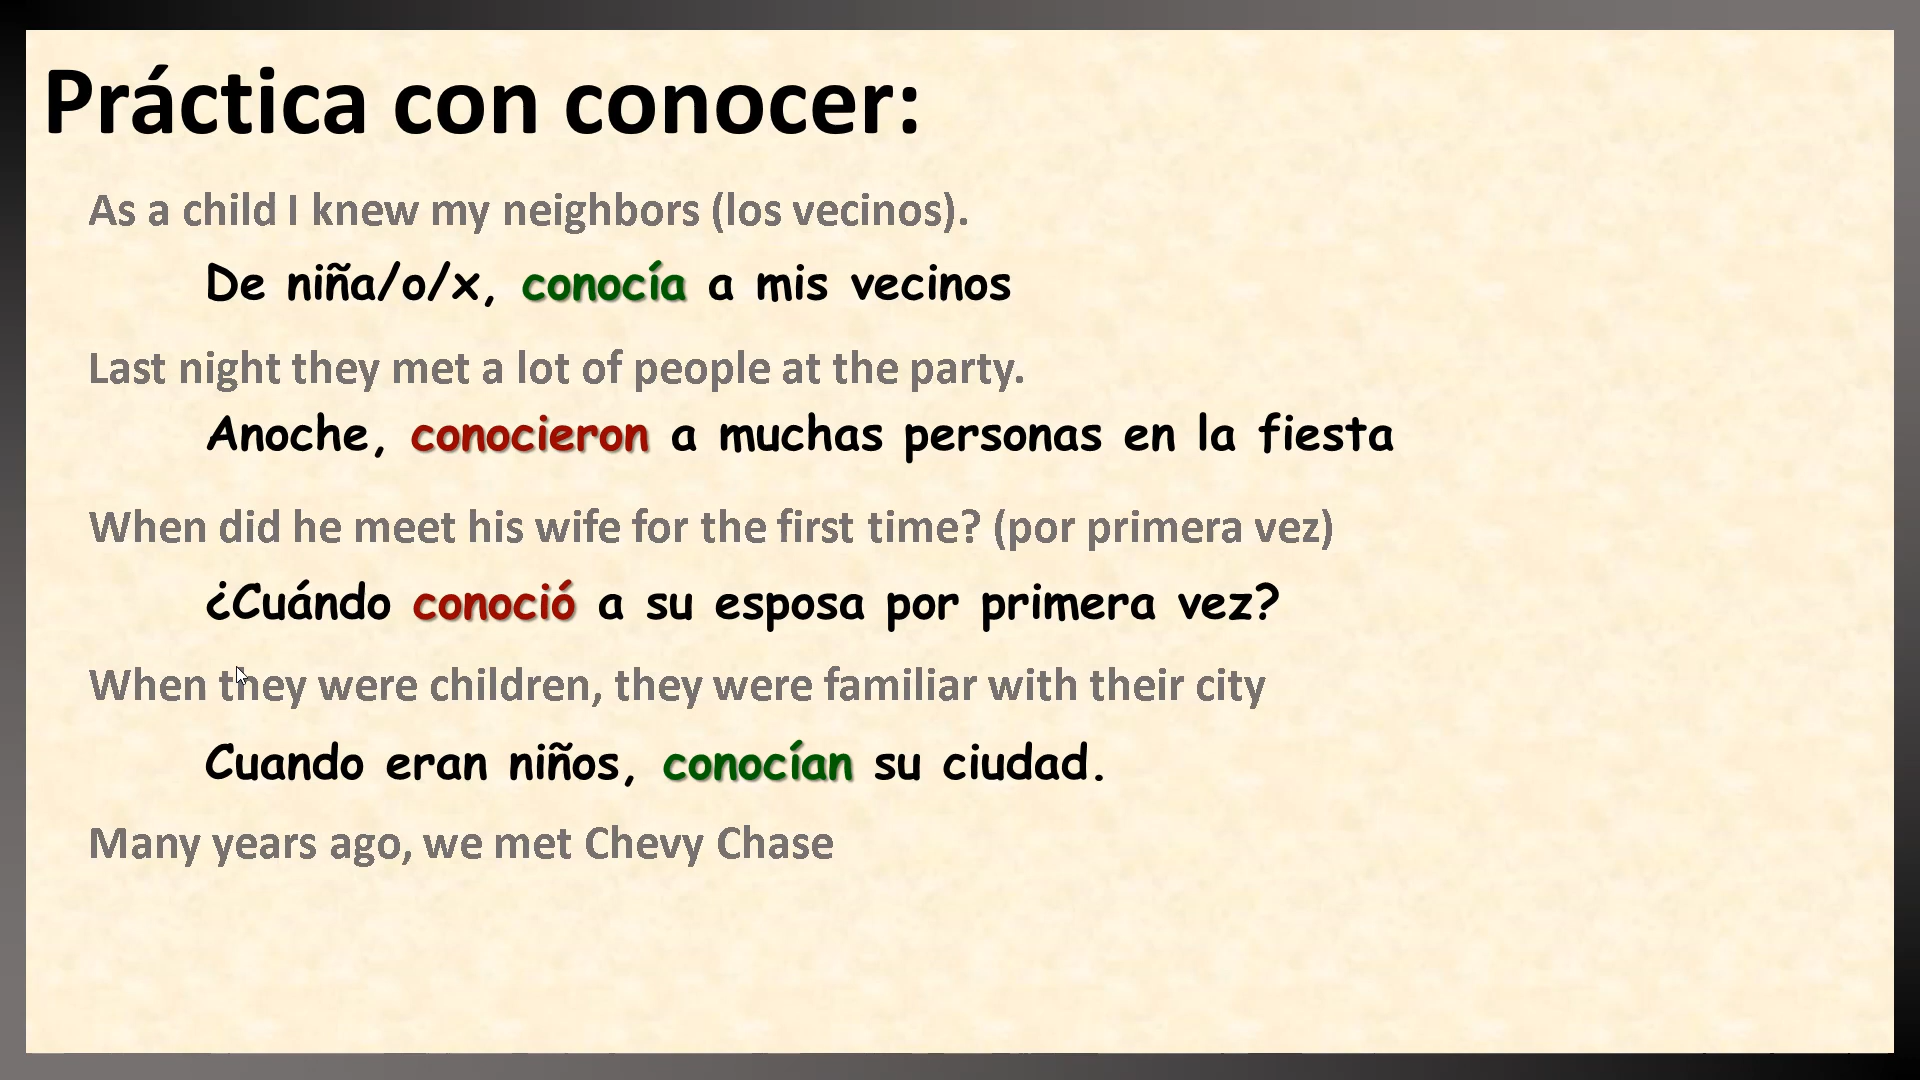 Práctica con conocer:
As a child I knew my neighbors (los vecinos).
De niña/o/x, conocía a mis vecinos
Last night they met a lot of people at the party.
Anoche, conocieron a muchas personas en la fiesta
When did he meet his wife for the first time? (por primera vez)
¿Cuándo conoció a su esposa por primera vez?
When they were children, they were familiar with their city
Cuando eran niños, conocían su ciudad.
Many years ago, we met Chevy Chase